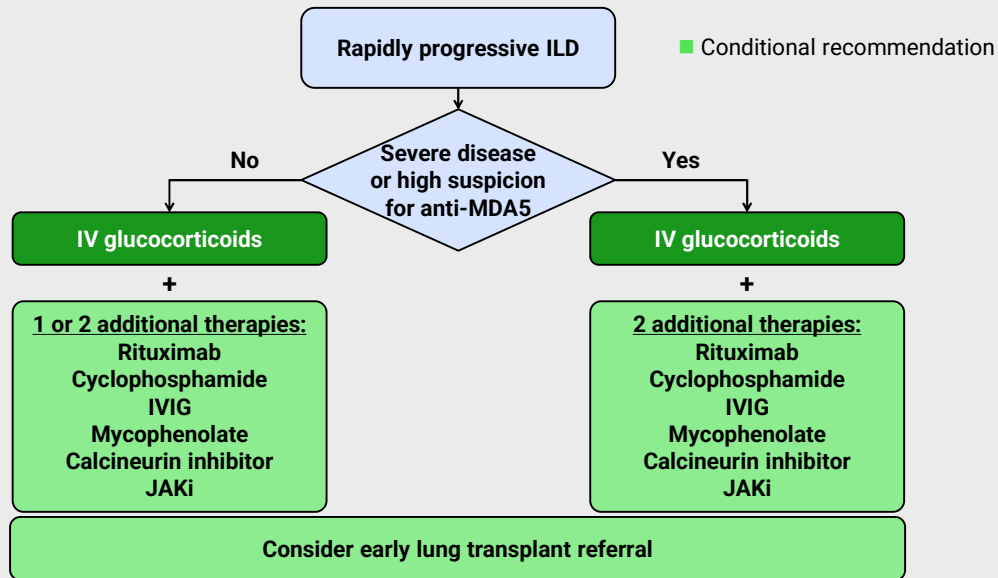 Rapidly progressive ILD
Conditional recommendation
No
Severe disease
or high suspicion
for anti-MDA5
Yes
IV glucocorticoids
+
1 or 2 additional therapies:
Rituximab
Cyclophosphamide
IVIG
Mycophenolate
Calcineurin inhibitor
JAKi
IV glucocorticoids
+
2 additional therapies:
Rituximab
Cyclophosphamide
IVIG
Mycophenolate
Calcineurin inhibitor
JAKi
Consider early lung transplant referral